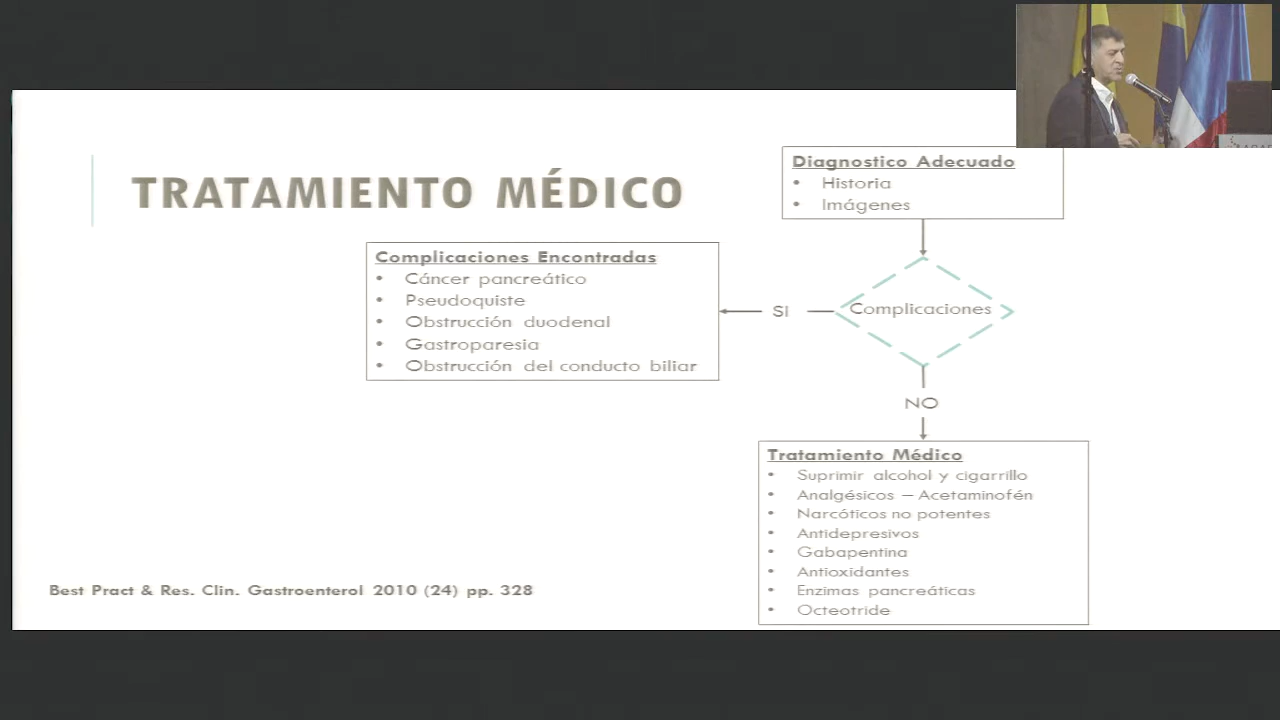 TRATAMIENTO MÉDICO
Diagnostico Adecuado
• Historia
• Imágenes
Complicaciones Encontradas
• Cáncer pancreático
• Pseudoquiste
• Obstrucción duodenal
• Gastroparesia
• Obstrucción del conducto biliar
SI
Complicaciones
NO
Tratamiento Médico
• Suprimir alcohol y cigarrillo
• Analgésicos – Acetaminofén
• Narcóticos no potentes
• Antidepresivos
• Gabapentina
• Antioxidantes
• Enzimas pancreáticas
• Octeotride
Best Pract & Res. Clin. Gastroenterol 2010 (24) pp. 328